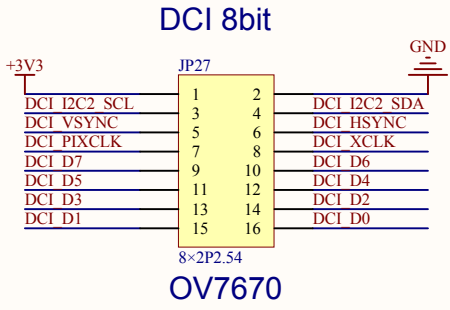 DCI 8bit
GND
+3V3
JP27
1 2
DCI_I2C2_SCL 3 4 DCI_I2C2_SDA
DCI_VSYNC 5 6 DCI_HSYNC
DCI_PIXCLK 7 8 DCI_XCLK
DCI_D7 9 10 DCI_D6
DCI_D5 11 12 DCI_D4
DCI_D3 13 14 DCI_D2
DCI_D1 15 16 DCI_D0
8×2P2.54
OV7670